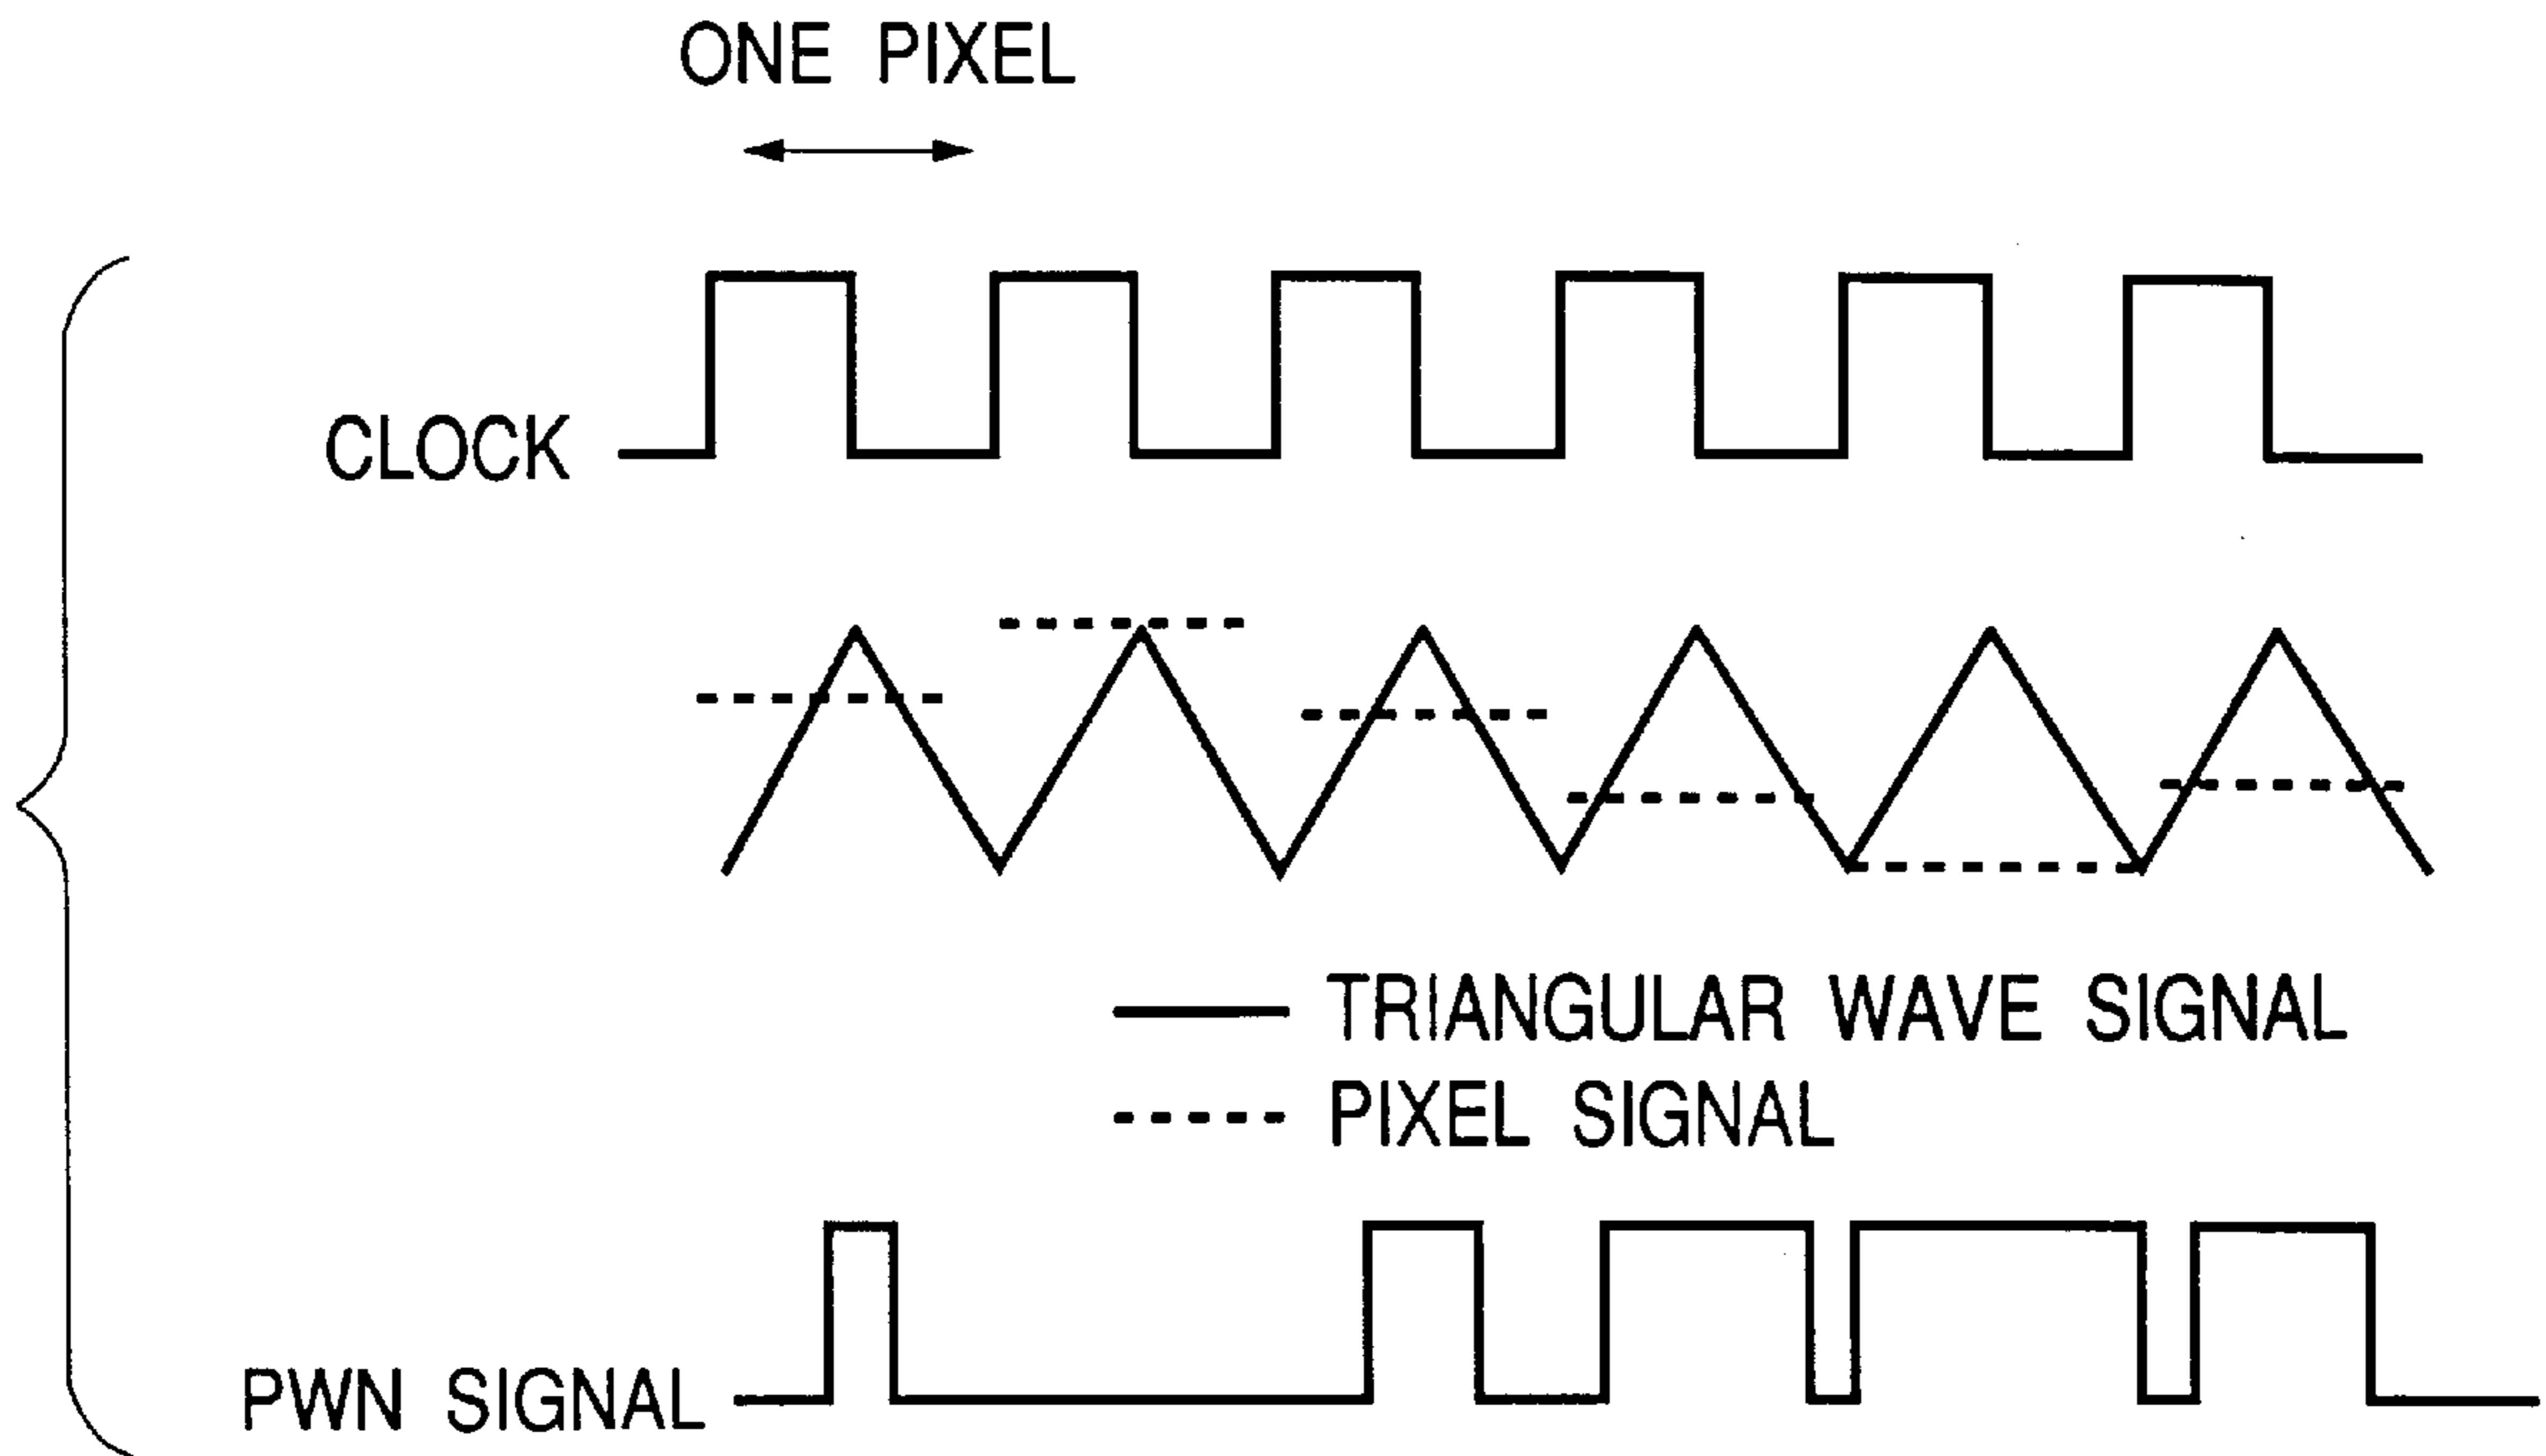 ONE PIXEL
CLOCK
TRIANGULAR WAVE SIGNAL
PIXEL SIGNAL
PWN SIGNAL